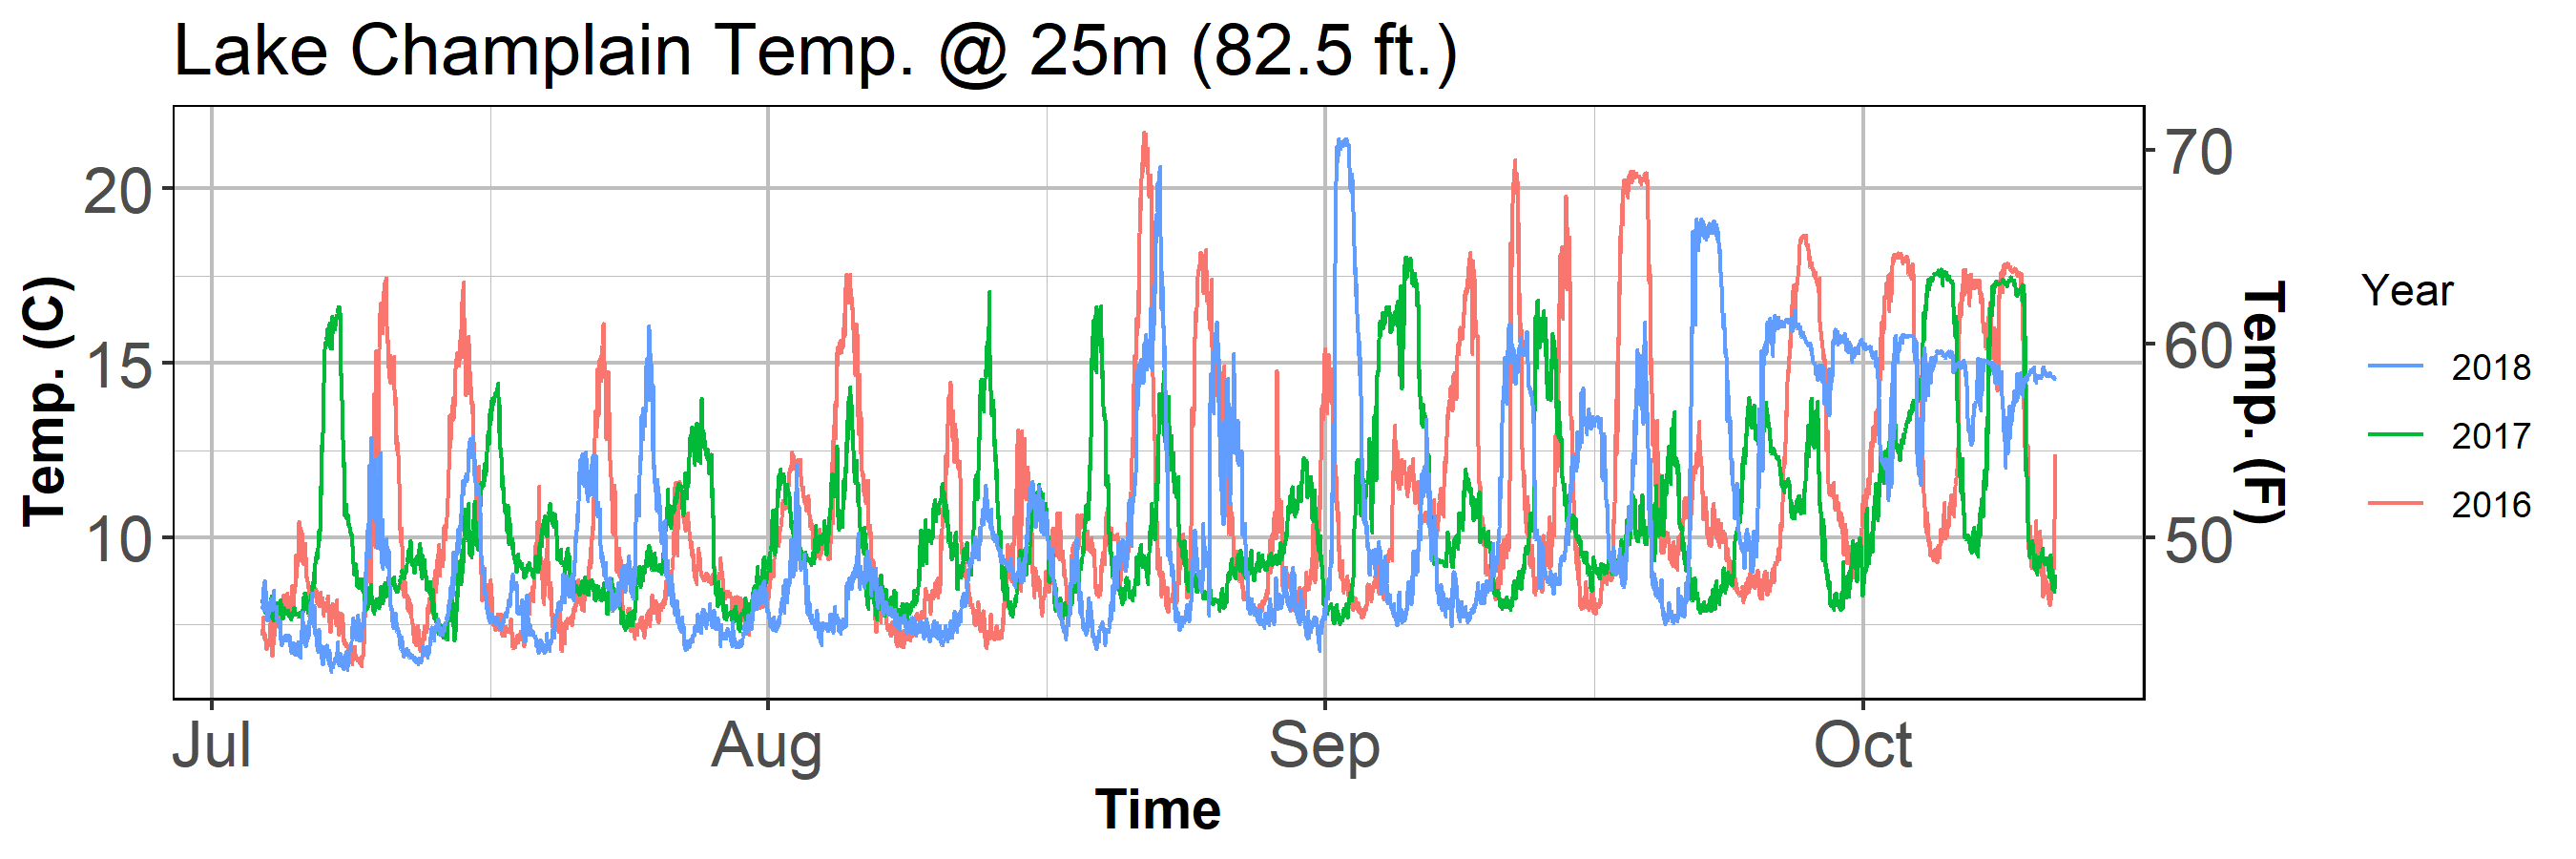 Lake Champlain Temp. @ 25m (82.5 ft.)
Temp. (C)
20
15
10
70
60
50
Temp. (F)
Jul
Aug
Sep
Oct
Time
Year
2018
2017
2016